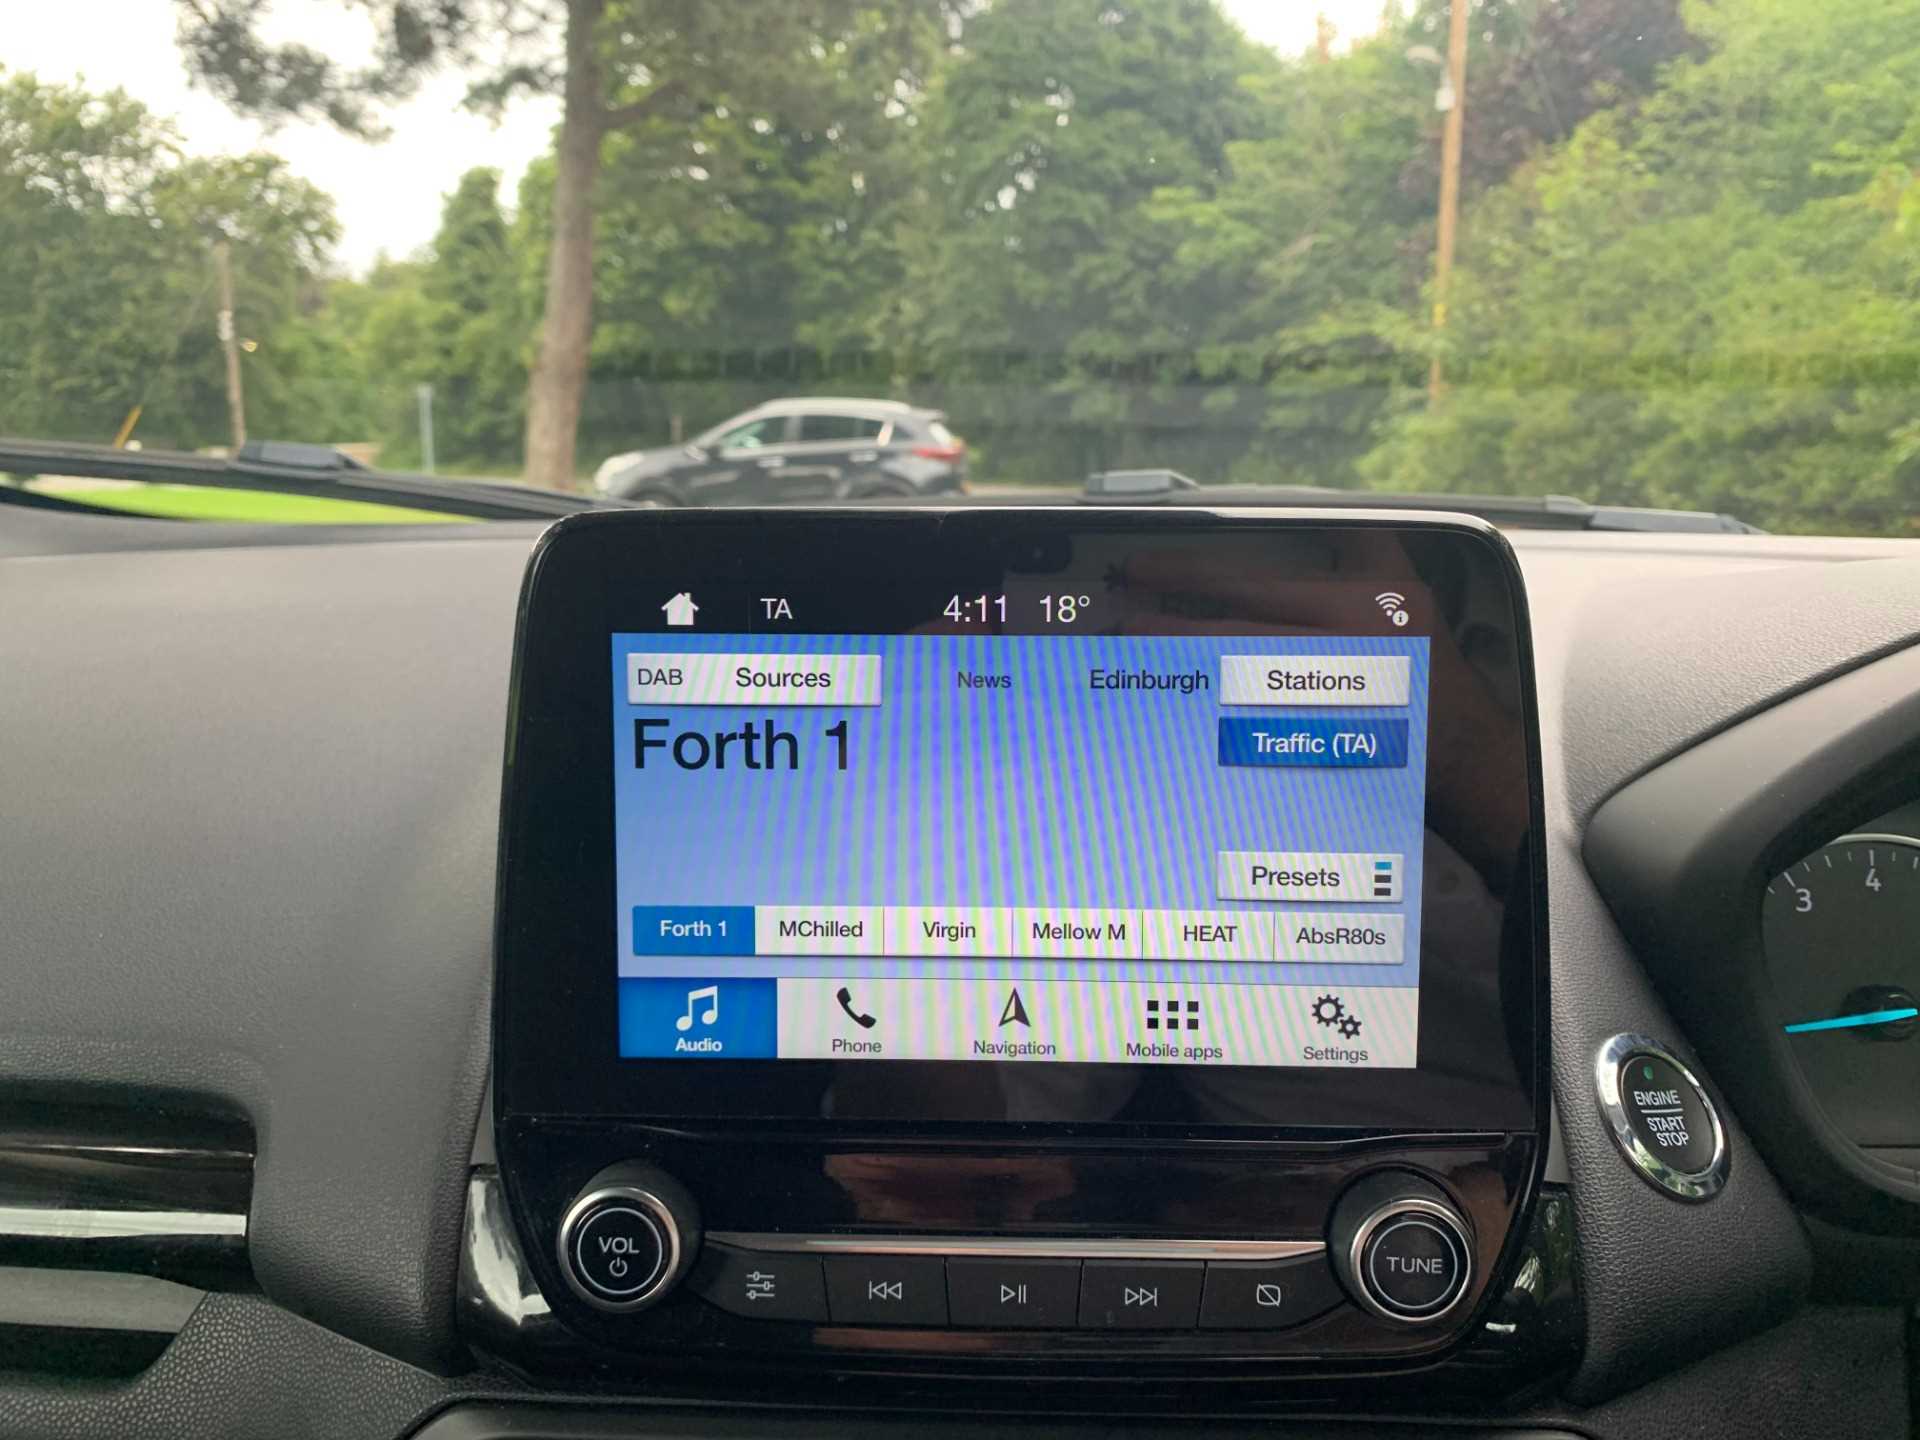 TA 4:11 18°
DAB Sources News Edinburgh Stations
Forth 1 Traffic (TA)
Presets
Forth 1 MChilled Virgin Mellow M HEAT AbsR80s
Audio Phone Navigation Mobile apps Settings
VOL
TUNE
ENGINE
START
STOP
3 4